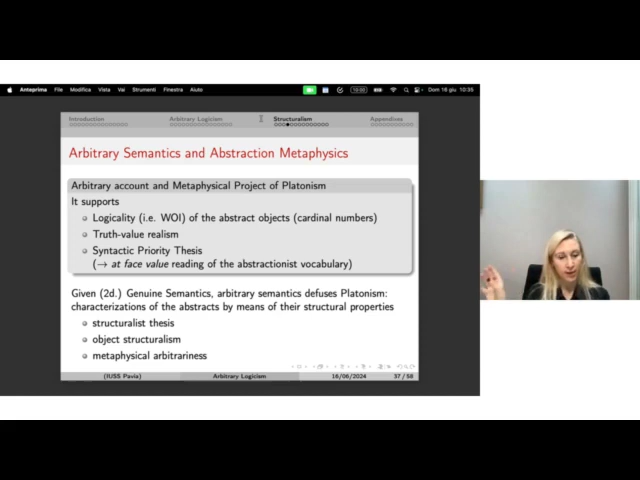 Anteprima File Modifica Vista Vai Strumenti Finestra Aiuto Dom 16 giu 10:35
Introduction Arbitrary Logicism Structuralism Appendices
Arbitrary Semantics and Abstraction Metaphysics
Arbitrary account and Metaphysical Project of Platonism
It supports
Logicality (i.e. WOI) of the abstract objects (cardinal numbers)
Truth-value realism
Syntactic Priority Thesis
(→ at face value reading of the abstractionist vocabulary)
Given (2d.) Genuine Semantics, arbitrary semantics defuses Platonism:
characterizations of the abstracts by means of their structural properties
structuralist thesis
object structuralism
metaphysical arbitrariness
(IUSS Pavia) Arbitrary Logicism 16/06/2024 37 / 58